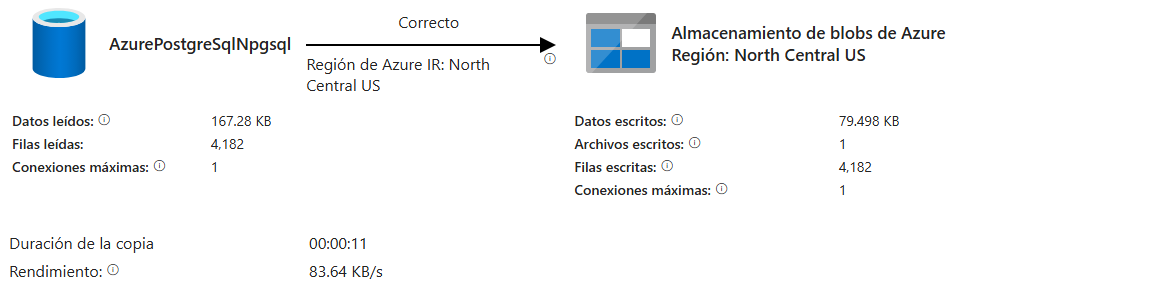 Correcto
AzurePostgreSqlNpgsql
Región de Azure IR: North
Central US
Almacenamiento de blobs de Azure
Región: North Central US
Datos leídos: 167.28 KB
Filas leídas: 4,182
Conexiones máximas: 1
Datos escritos: 79.498 KB
Archivos escritos: 1
Filas escritas: 4,182
Conexiones máximas: 1
Duración de la copia 00:00:11
Rendimiento: 83.64 KB/s